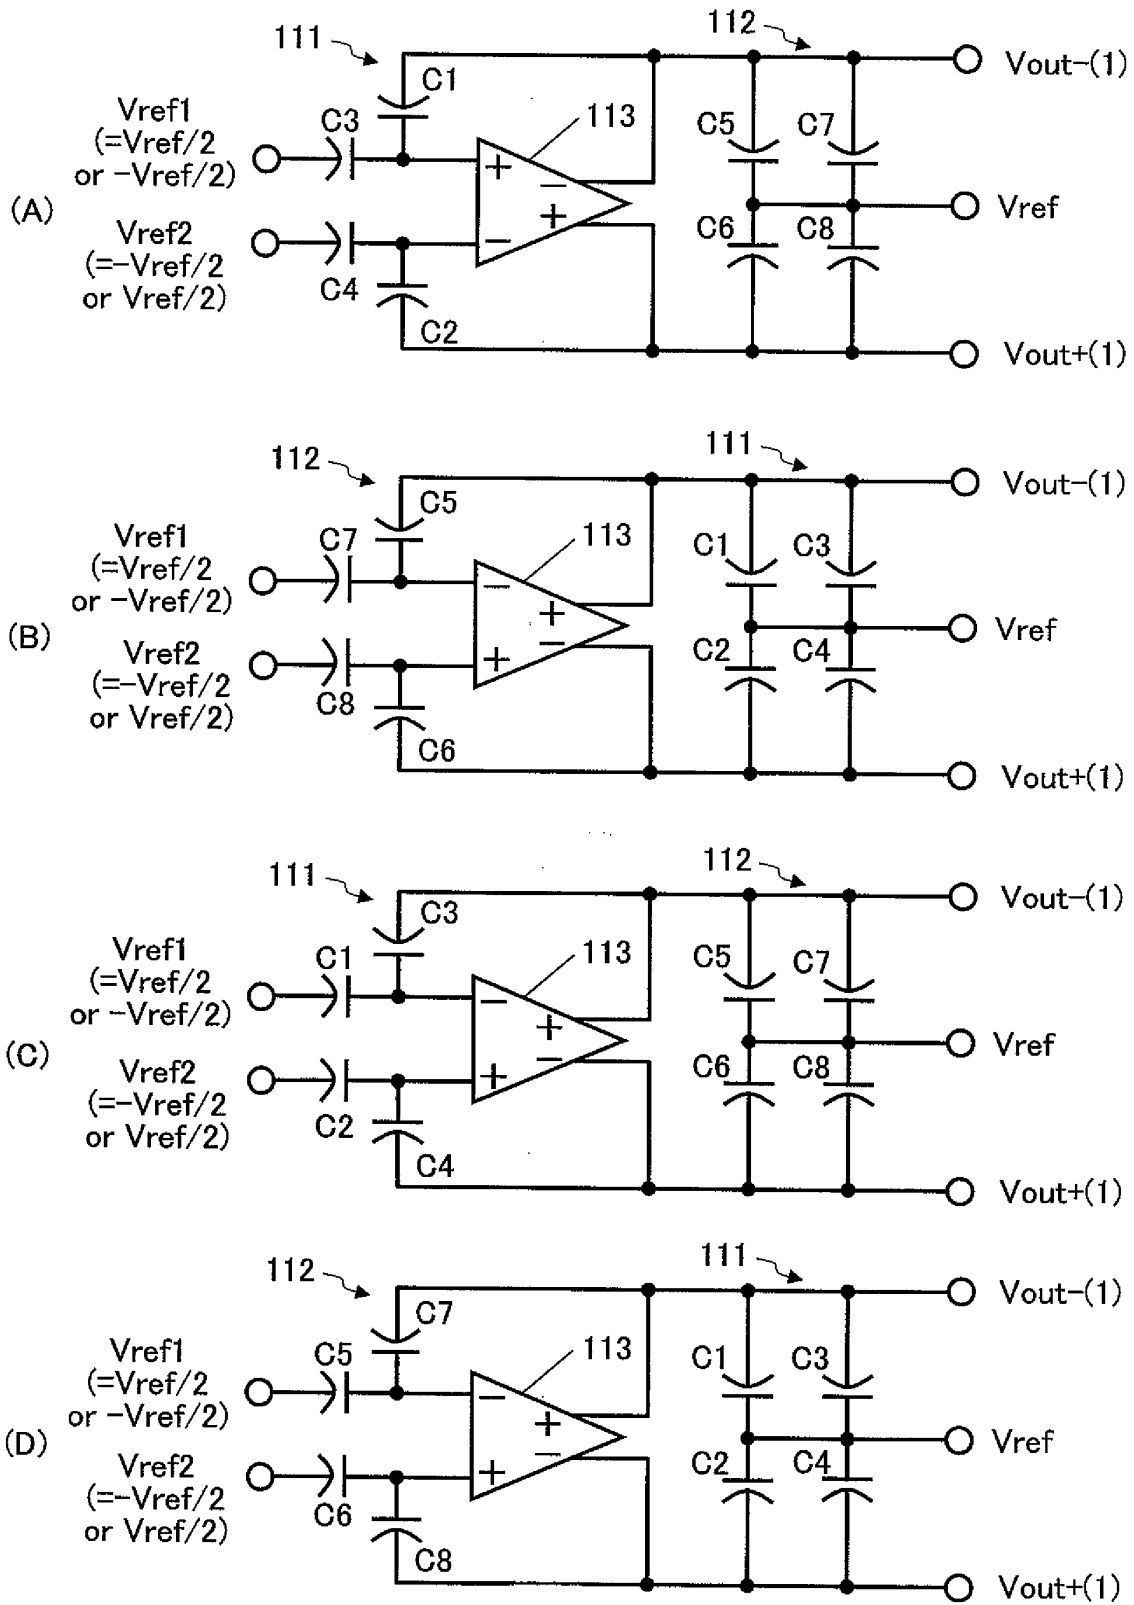 (A)
111
112
C1
C3
Vref1
(=Vref/2
or -Vref/2)
Vref2
(=-Vref/2
or Vref/2)
C4
C2
113
+
−
−
+
C5
C7
C6
C8
Vout-(1)
Vref
Vout+(1)
(B)
112
111
C5
C7
Vref1
(=Vref/2
or -Vref/2)
Vref2
(=-Vref/2
or Vref/2)
C8
C6
113
−
+
+
−
C1
C3
C2
C4
Vout-(1)
Vref
Vout+(1)
(C)
111
112
C3
C1
Vref1
(=Vref/2
or -Vref/2)
Vref2
(=-Vref/2
or Vref/2)
C2
C4
113
−
+
+
−
C5
C7
C6
C8
Vout-(1)
Vref
Vout+(1)
(D)
112
111
C7
C5
Vref1
(=Vref/2
or -Vref/2)
Vref2
(=-Vref/2
or Vref/2)
C6
C8
113
−
+
+
−
C1
C3
C2
C4
Vout-(1)
Vref
Vout+(1)